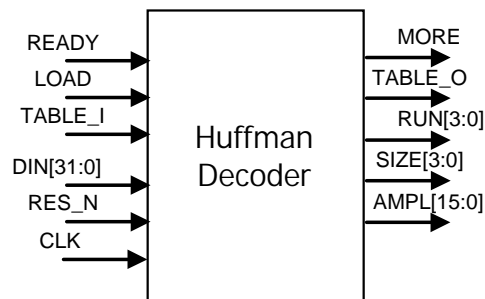 READY
LOAD
TABLE_I
DIN[31:0]
RES_N
CLK
Huffman
Decoder
MORE
TABLE_O
RUN[3:0]
SIZE[3:0]
AMPL[15:0]